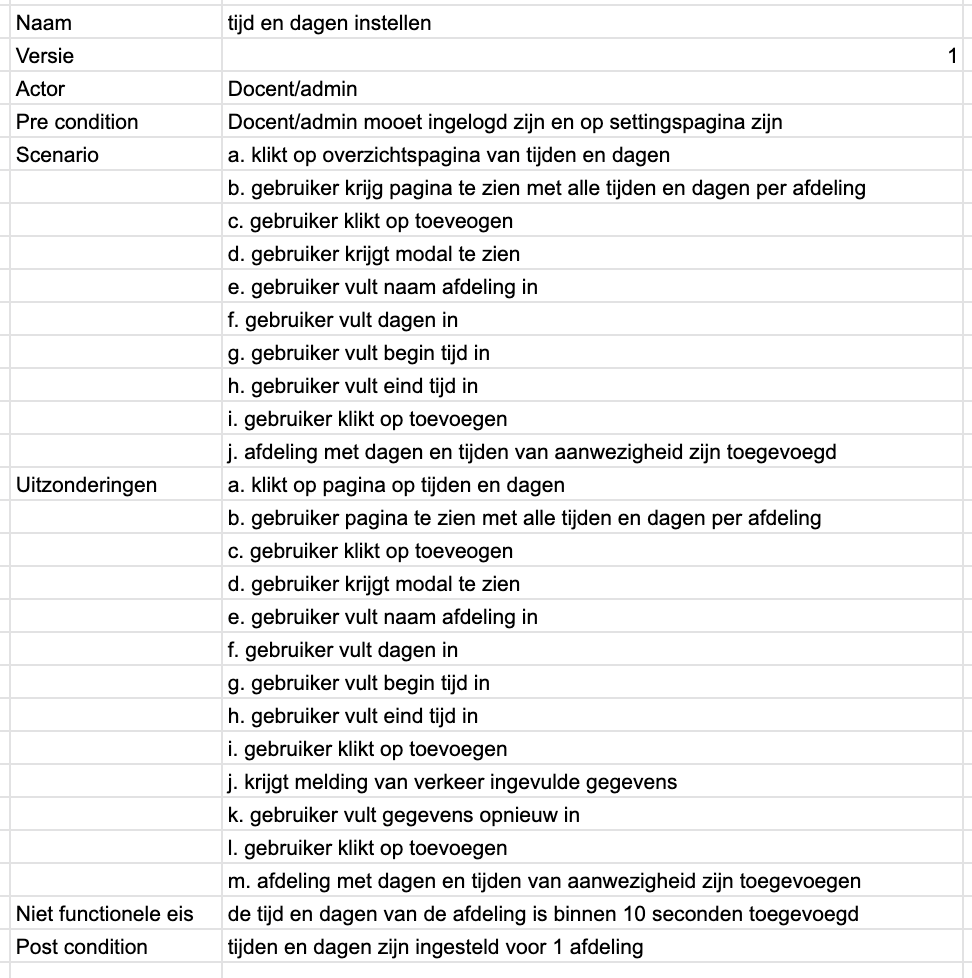 Naam tijd en dagen instellen
Versie 1
Actor Docent/admin
Pre condition Docent/admin mooet ingelogd zijn en op settingspagina zijn
Scenario a. klikt op overzichtspagina van tijden en dagen
b. gebruiker krijg pagina te zien met alle tijden en dagen per afdeling
c. gebruiker klikt op toeveogen
d. gebruiker krijgt modal te zien
e. gebruiker vult naam afdeling in
f. gebruiker vult dagen in
g. gebruiker vult begin tijd in
h. gebruiker vult eind tijd in
i. gebruiker klikt op toevoegen
j. afdeling met dagen en tijden van aanwezigheid zijn toegevoegd
Uitzonderingen a. klikt op pagina op tijden en dagen
b. gebruiker pagina te zien met alle tijden en dagen per afdeling
c. gebruiker klikt op toeveogen
d. gebruiker krijgt modal te zien
e. gebruiker vult naam afdeling in
f. gebruiker vult dagen in
g. gebruiker vult begin tijd in
h. gebruiker vult eind tijd in
i. gebruiker klikt op toevoegen
j. krijgt melding van verkeer ingevulde gegevens
k. gebruiker vult gegevens opnieuw in
l. gebruiker klikt op toevoegen
m. afdeling met dagen en tijden van aanwezigheid zijn toegevoegen
Niet functionele eis de tijd en dagen van de afdeling is binnen 10 seconden toegevoegd
Post condition tijden en dagen zijn ingesteld voor 1 afdeling